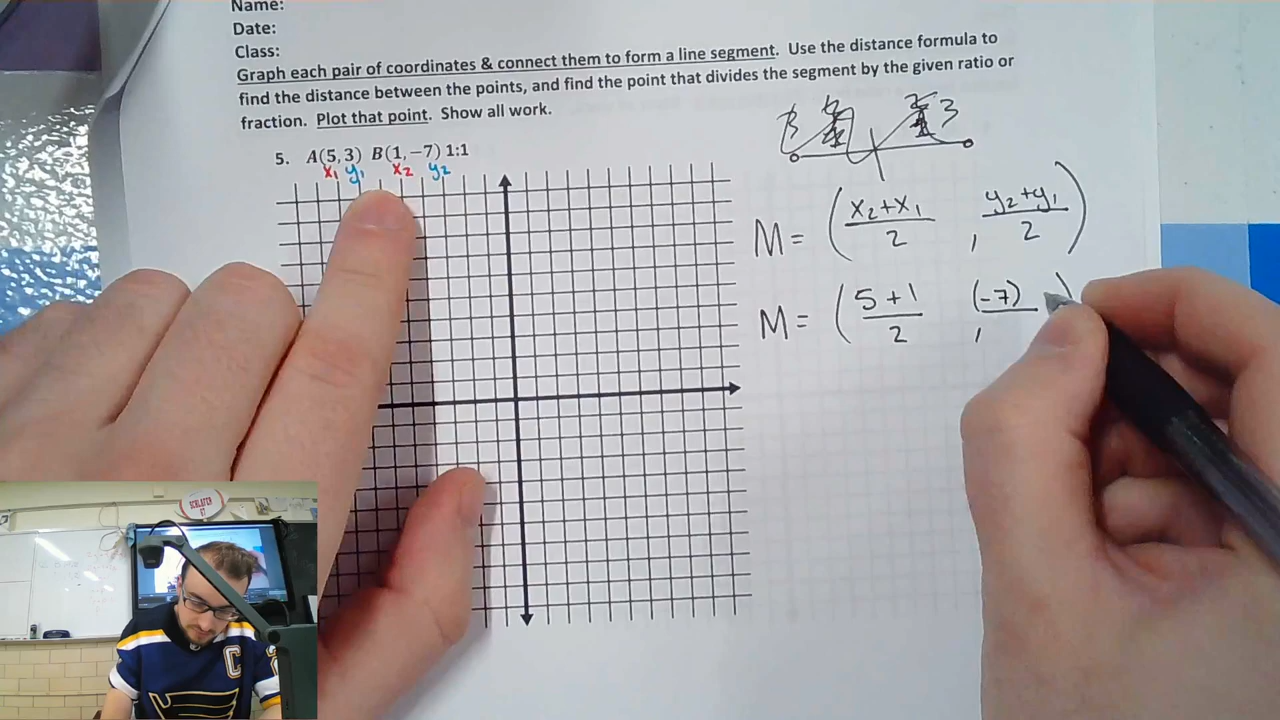 Name:
Date:
Class:
Graph each pair of coordinates & connect them to form a line segment. Use the distance formula to
find the distance between the points, and find the point that divides the segment by the given ratio or
fraction. Plot that point. Show all work.
5. A(5,3) B(1,−7) 1:1
x₁ y₁ x₂ y₂
3
M = (x₂+x₁/2, y₂+y₁/2)
M = (5+1/2, (-7)
SCHLATER
67
C